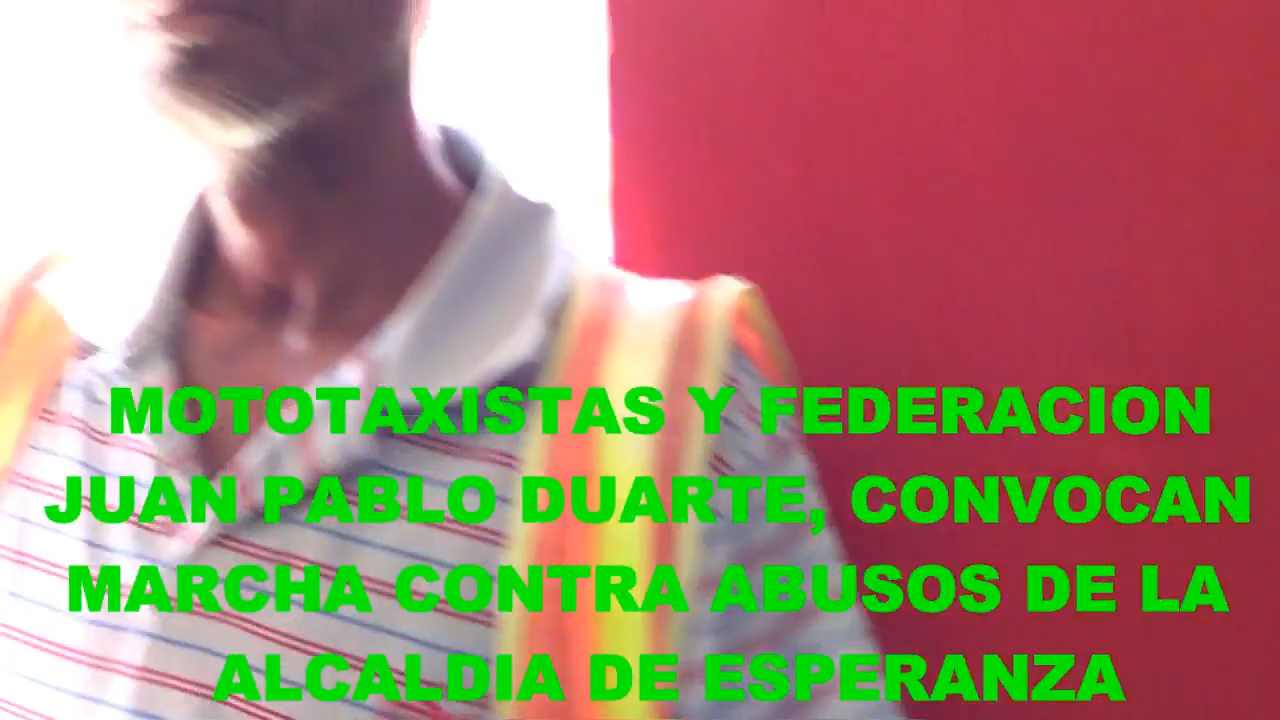 MOTOTAXISTAS Y FEDERACION
JUAN PABLO DUARTE, CONVOCAN
MARCHA CONTRA ABUSOS DE LA
ALCALDIA DE ESPERANZA